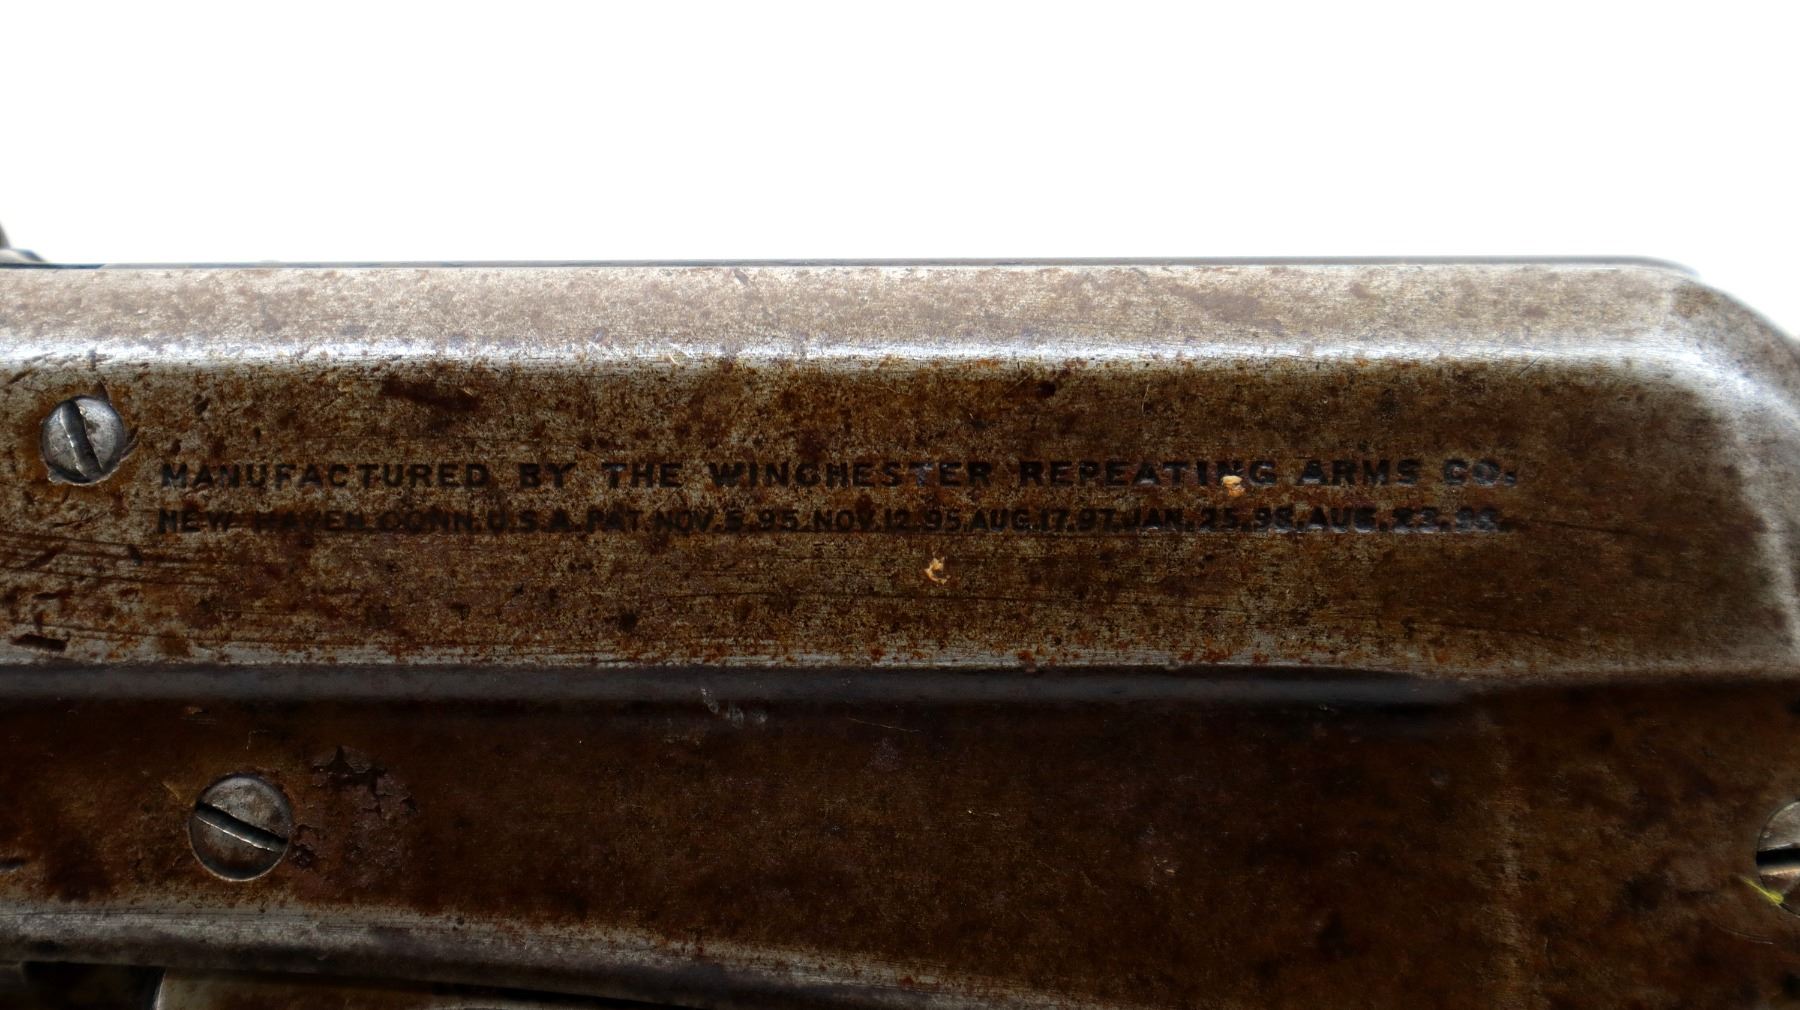 MANUFACTURED BY THE WINCHESTER REPEATING ARMS CO.
NEW HAVEN.CONN.U.S.A.PAT.NOV.5.95.NOV.12.95.AUG.17.97.JAN.25.98.AUG.23.98.